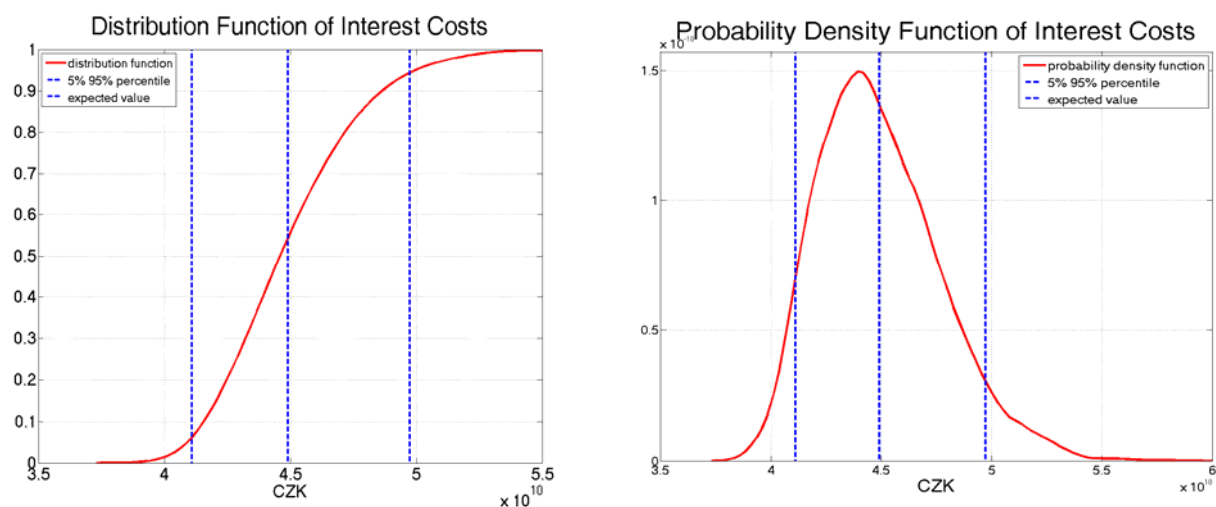 Distribution Function of Interest Costs
1
distribution function
5% 95% percentile
expected value
0.9
0.8
0.7
0.6
0.5
0.4
0.3
0.2
0.1
0
3.5
4
4.5
5
5.5
CZK
x 10^10
x 10^-10
Probability Density Function of Interest Costs
1.5
probability density function
5% 95% percentile
expected value
1
0.5
0
3.5
4
4.5
5
5.5
6
CZK
x 10^10